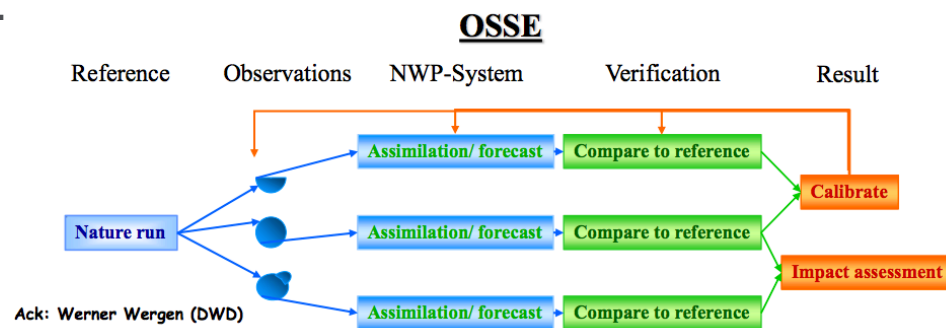 OSSE
Reference Observations NWP-System Verification Result
Assimilation/ forecast Compare to reference
Calibrate
Nature run Assimilation/ forecast Compare to reference
Impact assessment
Ack: Werner Wergen (DWD) Assimilation/ forecast Compare to reference